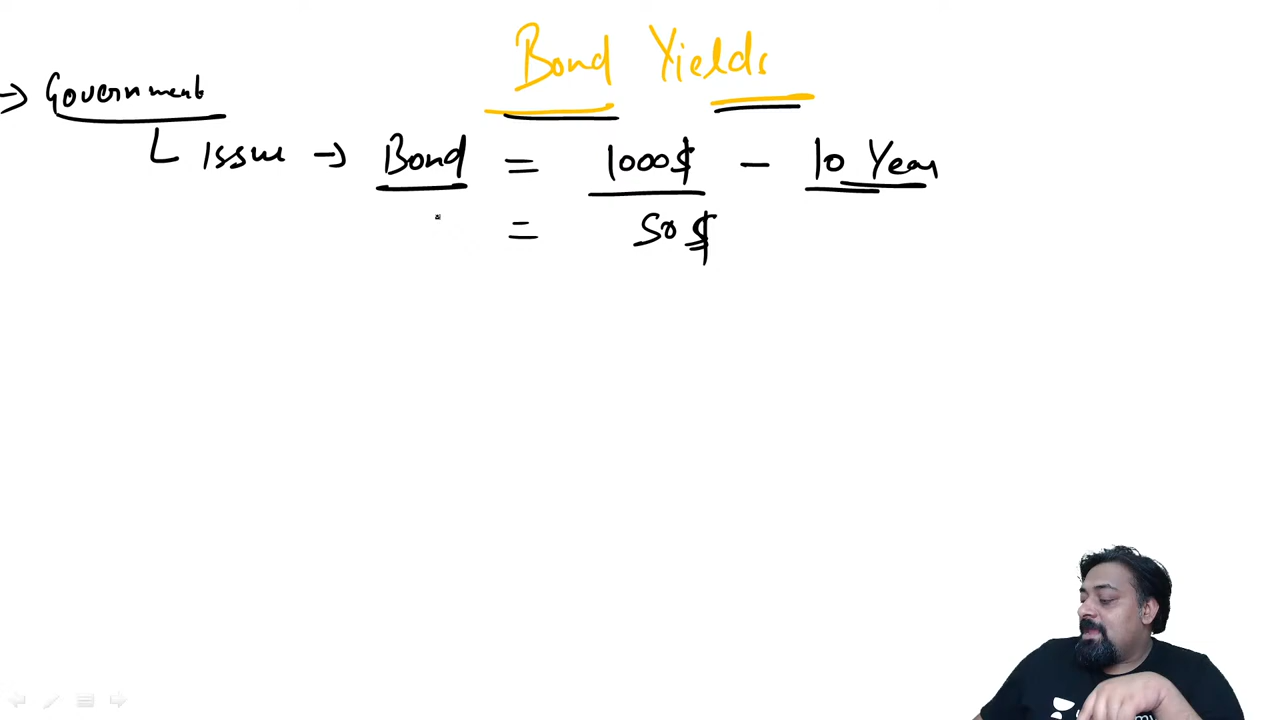 Bond Yields
→ Government
Issue → Bond = 1000$ - 10 Year
= 50$